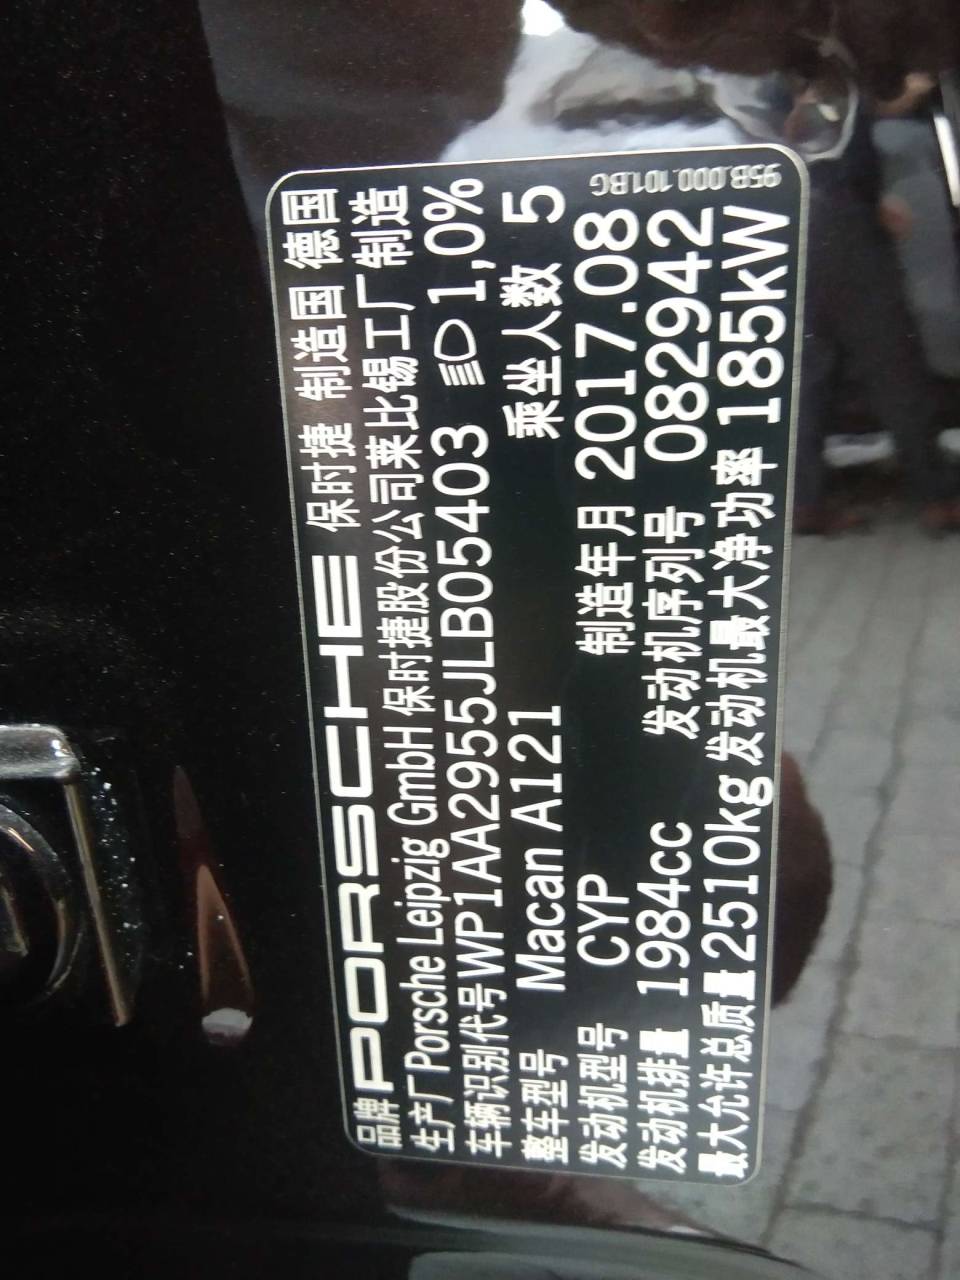 品牌 PORSCHE 保时捷 制造国 德国
生产厂 Porsche Leipzig GmbH 保时捷股份公司莱比锡工厂制造
车辆识别代号 WP1AA2955JLB05403 1,0%
整车型号 Macan A121 乘坐人数 5
发动机型号 CYP 制造年月 2017.08
发动机排量 1984cc 发动机序列号 082942
最大允许总质量 2510kg 发动机最大净功率 185kW
95B.000.101.BG